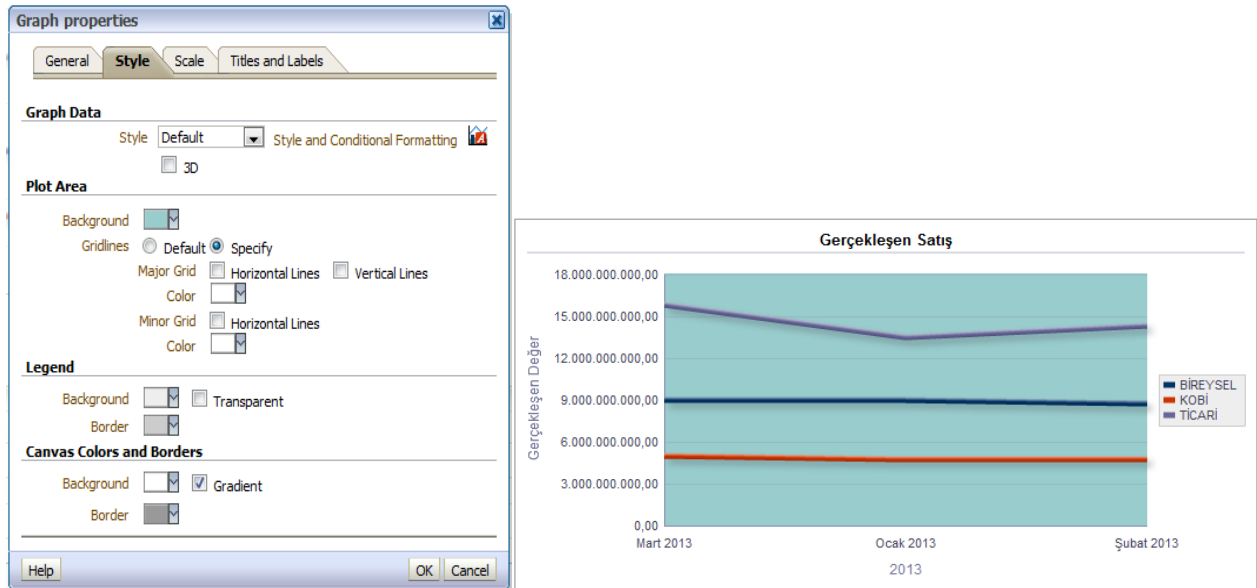 Graph properties
General Style Scale Titles and Labels
Graph Data
Style Default Style and Conditional Formatting
3D
Plot Area
Background
Gridlines Default Specify
Major Grid Horizontal Lines Vertical Lines
Color
Minor Grid Horizontal Lines
Color
Legend
Background Transparent
Border
Canvas Colors and Borders
Background Gradient
Border
Help OK Cancel
Gerçekleşen Satış
Gerçekleşen Değer
18.000.000.000,00
15.000.000.000,00
12.000.000.000,00
9.000.000.000,00
6.000.000.000,00
3.000.000.000,00
0,00
Mart 2013 Ocak 2013 Şubat 2013
2013
BİREYSEL
KOBİ
TİCARİ